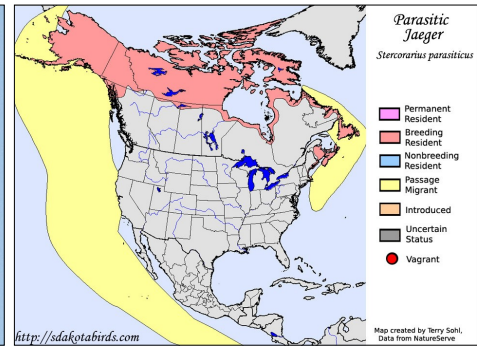 Parasitic
Jaeger
Stercorarius parasiticus
Permanent
Resident
Breeding
Resident
Nonbreeding
Resident
Passage
Migrant
Introduced
Uncertain
Status
Vagrant
http://sdakotabirds.com
Map created by Terry Sohl,
Data from NatureServe